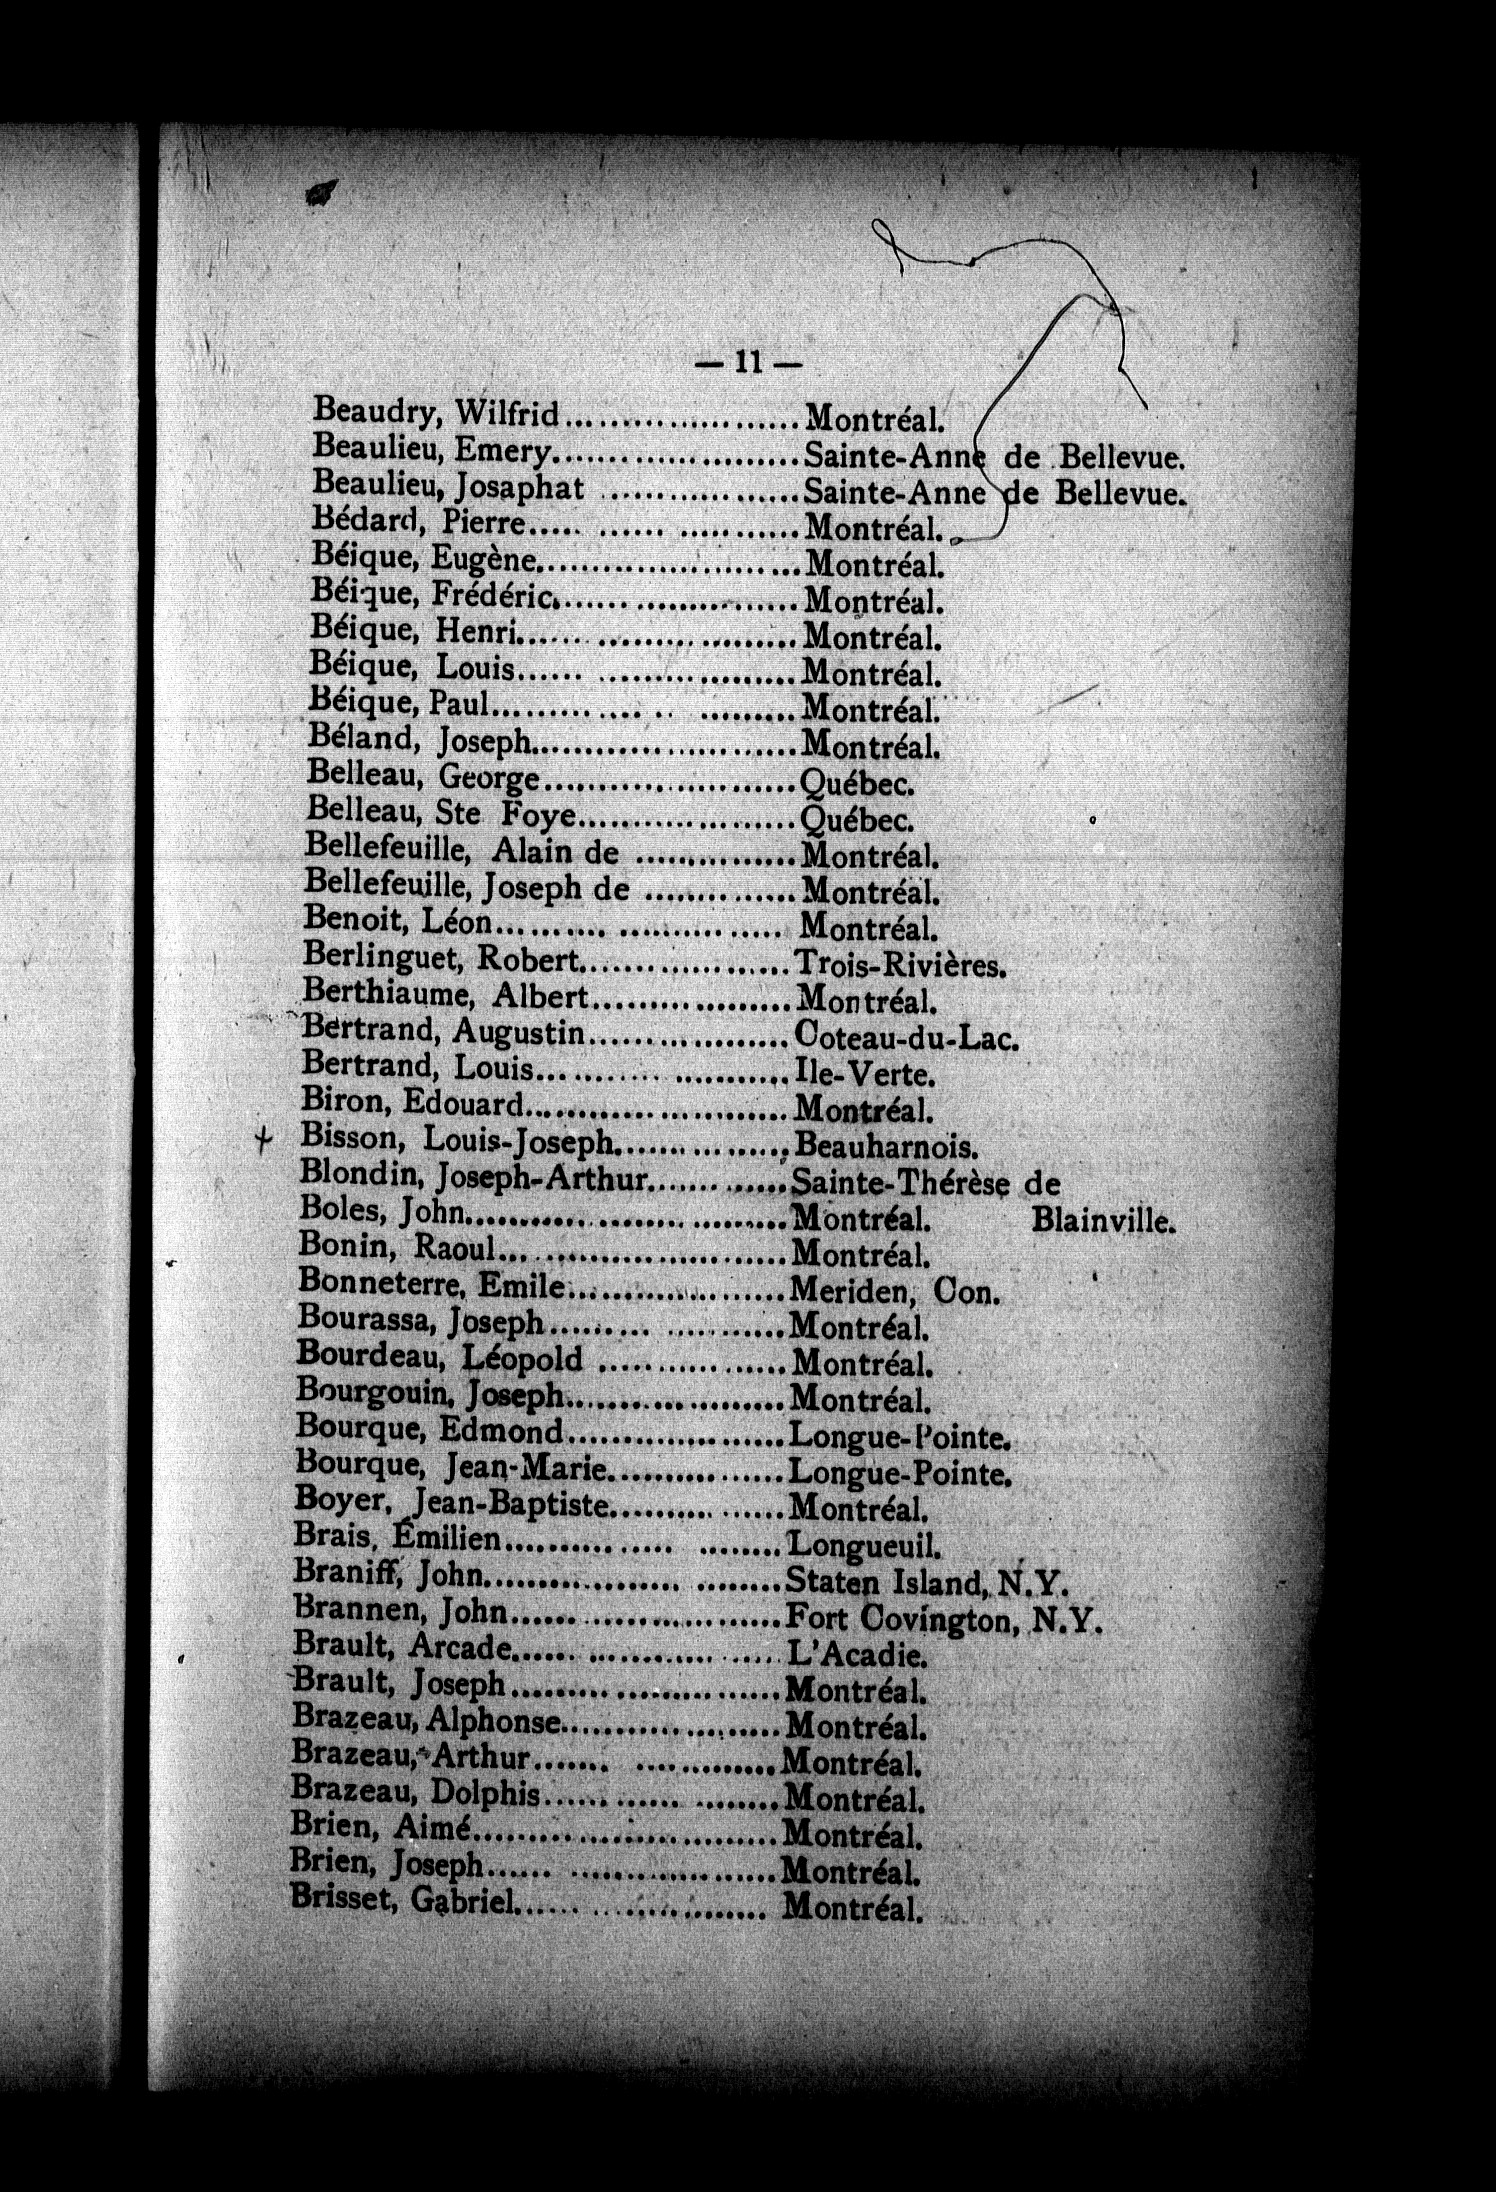 — 11 —
Beaudry, Wilfrid....................Montréal.
Beaulieu, Emery.......................Sainte-Anne de Bellevue.
Beaulieu, Josaphat ..................Sainte-Anne de Bellevue.
Bédard, Pierre..... ...... ...........Montréal.
Béique, Eugène........................Montréal.
Béique, Frédéric......................Montréal.
Béique, Henri...... ..................Montréal.
Béique, Louis...... ..................Montréal.
Béique, Paul......... .... .. .........Montréal.
Béland, Joseph........................Montréal.
Belleau, George.......................Québec.
Belleau, Ste Foye.....................Québec.
Bellefeuille, Alain de ...............Montréal.
Bellefeuille, Joseph de ..............Montréal.
Benoit, Léon.......... .......... ..... Montréal.
Berlinguet, Robert...................Trois-Rivières.
Berthiaume, Albert...................Montréal.
Bertrand, Augustin................... Coteau-du-Lac.
Bertrand, Louis............ ........... Ile-Verte.
Biron, Edouard.........................Montréal.
Bisson, Louis-Joseph.................Beauharnois.
Blondin, Joseph-Arthur..............Sainte-Thérèse de
Boles, John..................... .........Montréal. Blainville.
Bonin, Raoul... .......................Montréal.
Bonneterre, Emile.....................Meriden, Con.
Bourassa, Joseph......... ...........Montréal.
Bourdeau, Léopold ..................Montréal.
Bourgouin, Joseph.....................Montréal.
Bourque, Edmond.....................Longue-Pointe.
Bourque, Jean-Marie.................Longue-Pointe.
Boyer, Jean-Baptiste.......... ......Montréal.
Brais, Émilien............... ........Longueuil.
Braniff, John................... ........Staten Island, N.Y.
Brannen, John...... ..................Fort Covington, N.Y.
Brault, Arcade...... ............ ..... L'Acadie.
Brault, Joseph.........................Montréal.
Brazeau, Alphonse.....................Montréal.
Brazeau, Arthur....... .............Montréal.
Brazeau, Dolphis............. ........Montréal.
Brien, Aimé.............................Montréal.
Brien, Joseph...... ...................Montréal.
Brisset, Gabriel...... ................. Montréal.